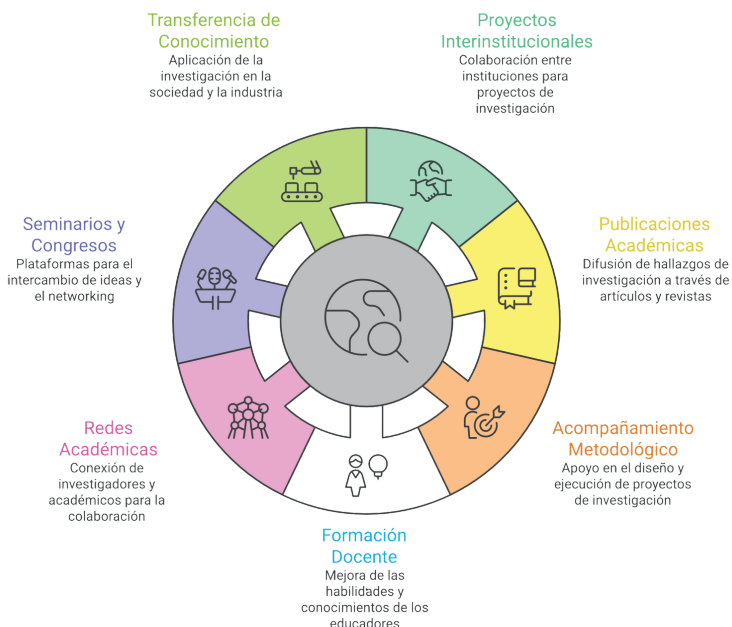 Transferencia de
Conocimiento
Aplicación de la
investigación en la
sociedad y la industria
Proyectos
Interinstitucionales
Colaboración entre
instituciones para
proyectos de
investigación
Seminarios y
Congresos
Plataformas para el
intercambio de ideas y
el networking
Publicaciones
Académicas
Difusión de hallazgos de
investigación a través de
artículos y revistas
Redes
Académicas
Conexión de
investigadores y
académicos para la
colaboración
Acompañamiento
Metodológico
Apoyo en el diseño y
ejecución de proyectos
de investigación
Formación
Docente
Mejora de las
habilidades y
conocimientos de los
educadores